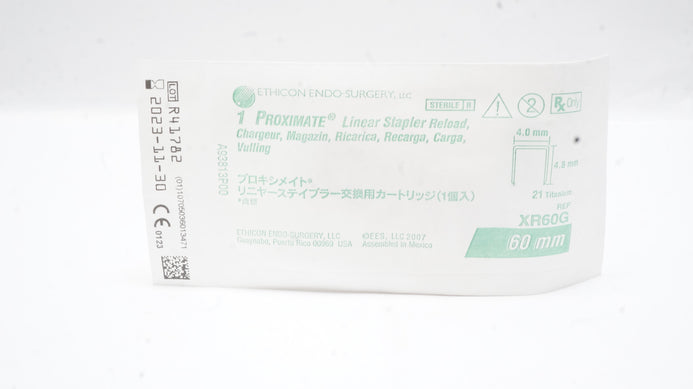 ETHICON ENDO-SURGERY, LLC
STERILE R
Rx Only
1 PROXIMATE® Linear Stapler Reload,
Chargeur, Magazin, Ricarica, Recarga, Carga,
Vulling
プロキシメイト®
リニヤーステイプラー交換用カートリッジ(1個入)
ETHICON ENDO-SURGERY, LLC
Guaynabo, Puerto Rico 00969 USA
©EES, LLC 2007
Assembled in Mexico
4.0 mm
4.8 mm
21 Titanium
REF
XR60G
60 mm
A93813P00
LOT R41782
2023-11-30
CE 0123